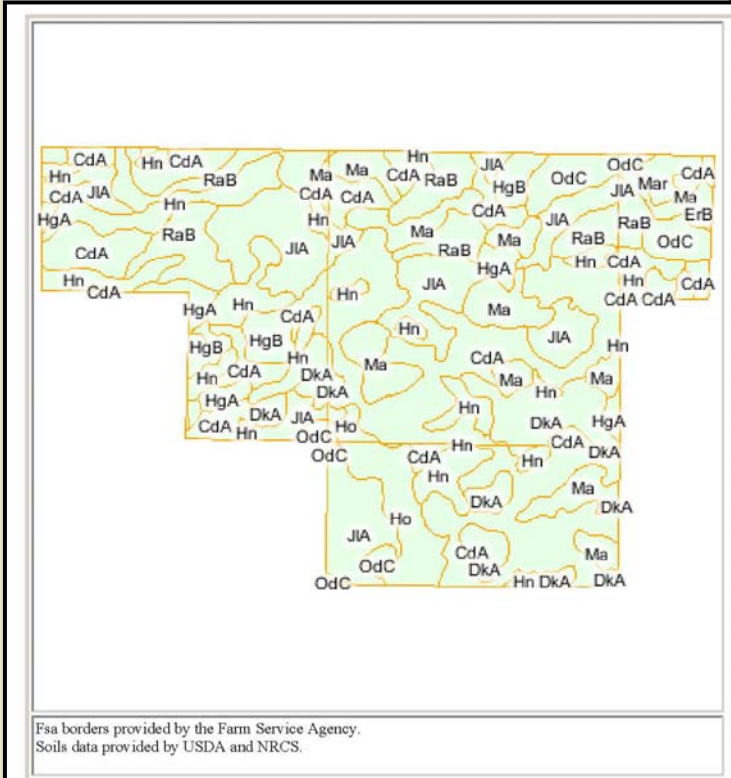 Hn
CdA Hn CdA JlA OdC
Ma Ma CdA RaB CdA
Hn RaB HgB OdC JlA Mar
CdA JlA CdA CdA Ma
Hn CdA ErB
HgA Hn JlA RaB
RaB JlA Ma Ma RaB OdC
CdA JlA RaB
HgA Hn CdA
Hn JlA Hn CdA
CdA Hn CdA CdA
HgA Hn Ma
CdA
Hn
HgB HgB JlA Hn
Hn Ma CdA
Hn CdA DkA Ma Ma
DkA Hn
HgA Hn
DkA JlA HgA
CdA Hn Ho DkA
OdC Hn CdA
OdC CdA Hn DkA
Hn
Ma
DkA DkA
Ho
JlA
CdA Ma
OdC DkA
OdC Hn DkA DkA
Fsa borders provided by the Farm Service Agency.
Soils data provided by USDA and NRCS.